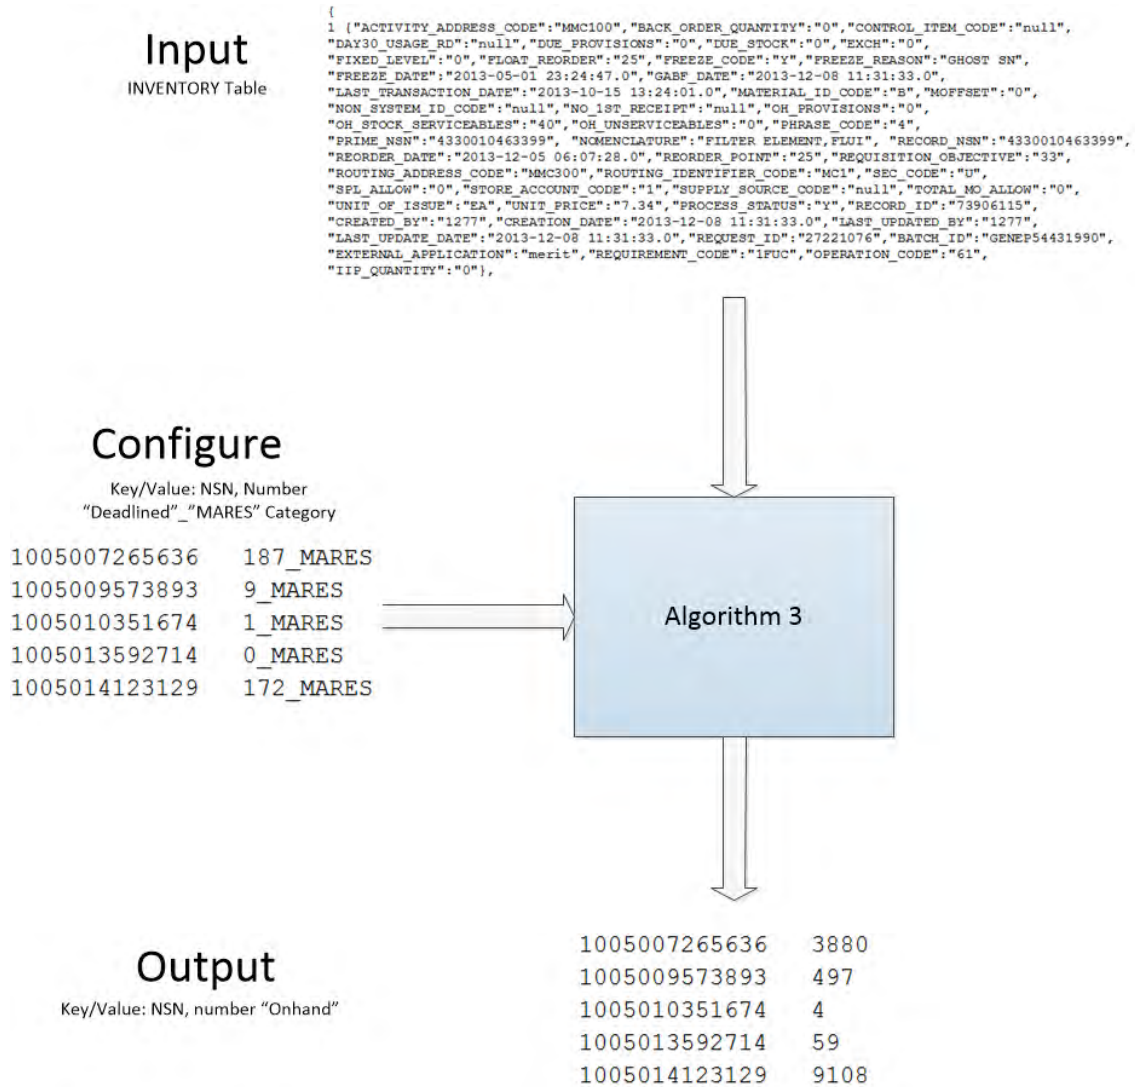 Input
INVENTORY Table
{
1 {"ACTIVITY_ADDRESS_CODE":"MMC100","BACK_ORDER_QUANTITY":"0","CONTROL_ITEM_CODE":"null",
"DAY30_USAGE_RD":"null","DUE_PROVISIONS":"0","DUE_STOCK":"0","EXCH":"0",
"FIXED_LEVEL":"0","FLOAT_REORDER":"25","FREEZE_CODE":"Y","FREEZE_REASON":"GHOST SN",
"FREEZE_DATE":"2013-05-01 23:24:47.0","GABF_DATE":"2013-12-08 11:31:33.0",
"LAST_TRANSACTION_DATE":"2013-10-15 13:24:01.0","MATERIAL_ID_CODE":"B","MOFFSET":"0",
"NON_SYSTEM_ID_CODE":"null","NO_1ST_RECEIPT":"null","OH_PROVISIONS":"0",
"OH_STOCK_SERVICEABLES":"40","OH_UNSERVICEABLES":"0","PHRASE_CODE":"4",
"PRIME_NSN":"4330010463399", "NOMENCLATURE":"FILTER ELEMENT,FLUI", "RECORD_NSN":"4330010463399",
"REORDER_DATE":"2013-12-05 06:07:28.0","REORDER_POINT":"25","REQUISITION_OBJECTIVE":"33",
"ROUTING_ADDRESS_CODE":"MMC300","ROUTING_IDENTIFIER_CODE":"MC1","SEC_CODE":"U",
"SPL_ALLOW":"0","STORE_ACCOUNT_CODE":"1","SUPPLY_SOURCE_CODE":"null","TOTAL_MO_ALLOW":"0",
"UNIT_OF_ISSUE":"EA","UNIT_PRICE":"7.34","PROCESS_STATUS":"Y","RECORD_ID":"73906115",
"CREATED_BY":"1277","CREATION_DATE":"2013-12-08 11:31:33.0","LAST_UPDATED_BY":"1277",
"LAST_UPDATE_DATE":"2013-12-08 11:31:33.0","REQUEST_ID":"27221076","BATCH_ID":"GENEP54431990",
"EXTERNAL_APPLICATION":"merit","REQUIREMENT_CODE":"1FUC","OPERATION_CODE":"61",
"IIP_QUANTITY":"0"},
Configure
Key/Value: NSN, Number
“Deadlined”_”MARES” Category
1005007265636 187_MARES
1005009573893 9_MARES
1005010351674 1_MARES
1005013592714 0_MARES
1005014123129 172_MARES
Algorithm 3
Output
Key/Value: NSN, number “Onhand”
1005007265636 3880
1005009573893 497
1005010351674 4
1005013592714 59
1005014123129 9108